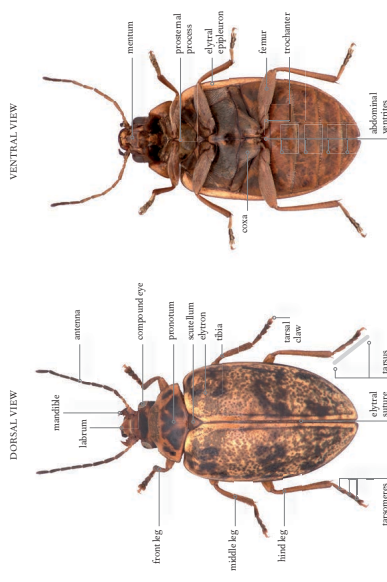 VENTRAL VIEW
mentum
prosternal
process
elytral
epipleuron
femur
trochanter
coxa
abdominal
ventrites
DORSAL VIEW
antenna
mandible
labrum
compound eye
pronotum
scutellum
elytron
tibia
front leg
middle leg
hind leg
tarsal
claw
tarsus
elytral
suture
tarsomeres